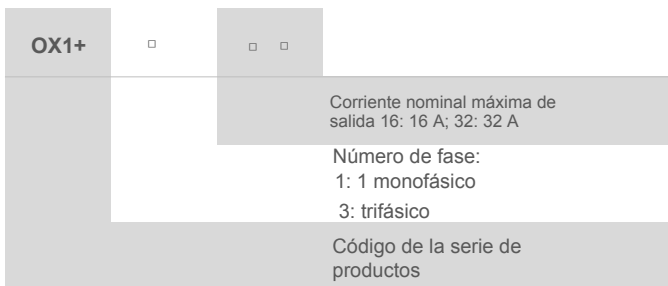 OX1+ □ □ □
Corriente nominal máxima de
salida 16: 16 A; 32: 32 A
Número de fase:
1: 1 monofásico
3: trifásico
Código de la serie de
productos